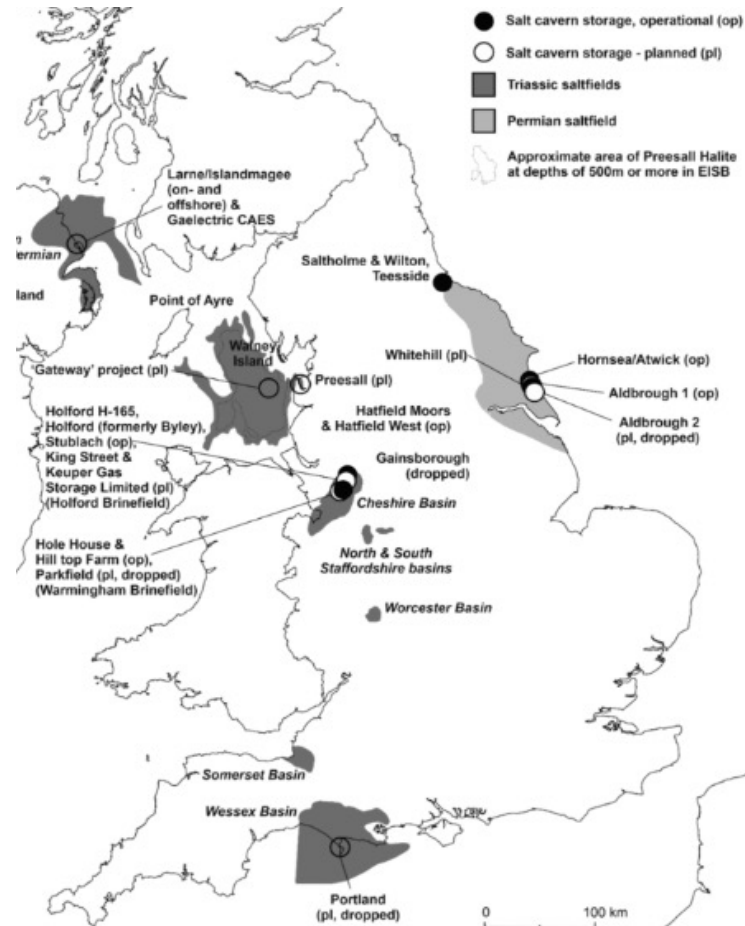 Salt cavern storage, operational (op)
Salt cavern storage - planned (pl)
Triassic saltfields
Permian saltfield
Approximate area of Preesall Halite
at depths of 500m or more in EISB
Larne/Islandmagee
(on- and
offshore) &
Gaelectric CAES
ermian
land
Point of Ayre
Walney
Island
'Gateway' project (pl)
Preesall (pl)
Saltholme & Wilton,
Teesside
Whitehill (pl)
Hornsea/Atwick (op)
Aldbrough 1 (op)
Aldbrough 2
(pl, dropped)
Hatfield Moors
& Hatfield West (op)
Gainsborough
(dropped)
Holford H-165,
Holford (formerly Byley),
Stublach (op),
King Street &
Keuper Gas
Storage Limited (pl)
(Holford Brinefield)
Cheshire Basin
Hole House &
Hill top Farm (op),
Parkfield (pl, dropped)
(Warmingham Brinefield)
North & South
Staffordshire basins
Worcester Basin
Somerset Basin
Wessex Basin
Portland
(pl, dropped)
0 100 km